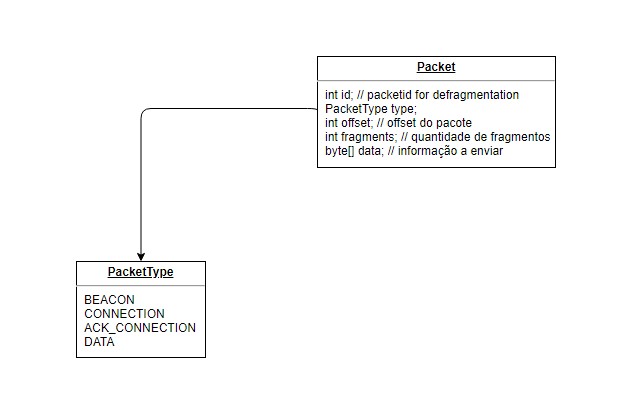 Packet
int id; // packetid for defragmentation
PacketType type;
int offset; // offset do pacote
int fragments; // quantidade de fragmentos
byte[] data; // informação a enviar
PacketType
BEACON
CONNECTION
ACK_CONNECTION
DATA